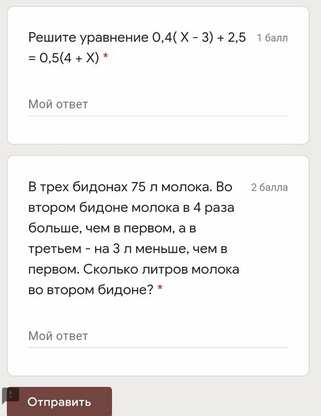 Решите уравнение 0,4( Х - 3) + 2,5 1 балл
= 0,5(4 + Х) *
Мой ответ
В трех бидонах 75 л молока. Во 2 балла
втором бидоне молока в 4 раза
больше, чем в первом, а в
третьем - на 3 л меньше, чем в
первом. Сколько литров молока
во втором бидоне? *
Мой ответ
Отправить